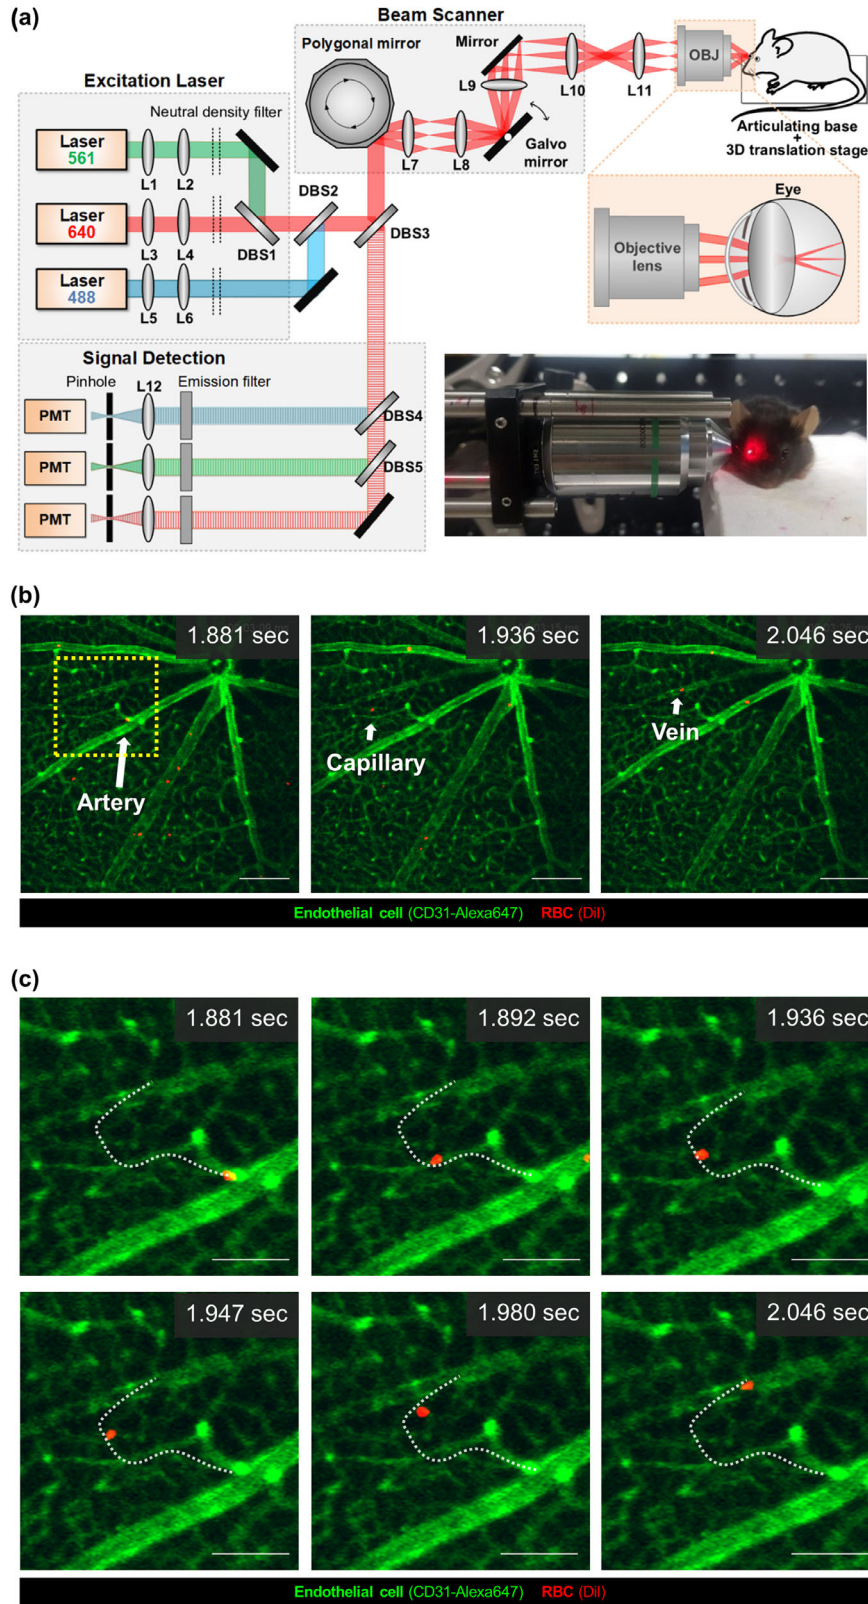 (a)
Beam Scanner
Polygonal mirror
Mirror
L9
L10
L11
OBJ
L7
L8
Galvo
mirror
Articulating base
+
3D translation stage
Excitation Laser
Neutral density filter
Laser
561
L1
L2
Laser
640
L3
L4
DBS1
DBS2
DBS3
Laser
488
L5
L6
Eye
Objective
lens
Signal Detection
Pinhole
L12
Emission filter
PMT
DBS4
PMT
DBS5
PMT
(b)
1.881 sec
1.936 sec
2.046 sec
Artery
Capillary
Vein
Endothelial cell (CD31-Alexa647) RBC (DiI)
(c)
1.881 sec
1.892 sec
1.936 sec
1.947 sec
1.980 sec
2.046 sec
Endothelial cell (CD31-Alexa647) RBC (DiI)